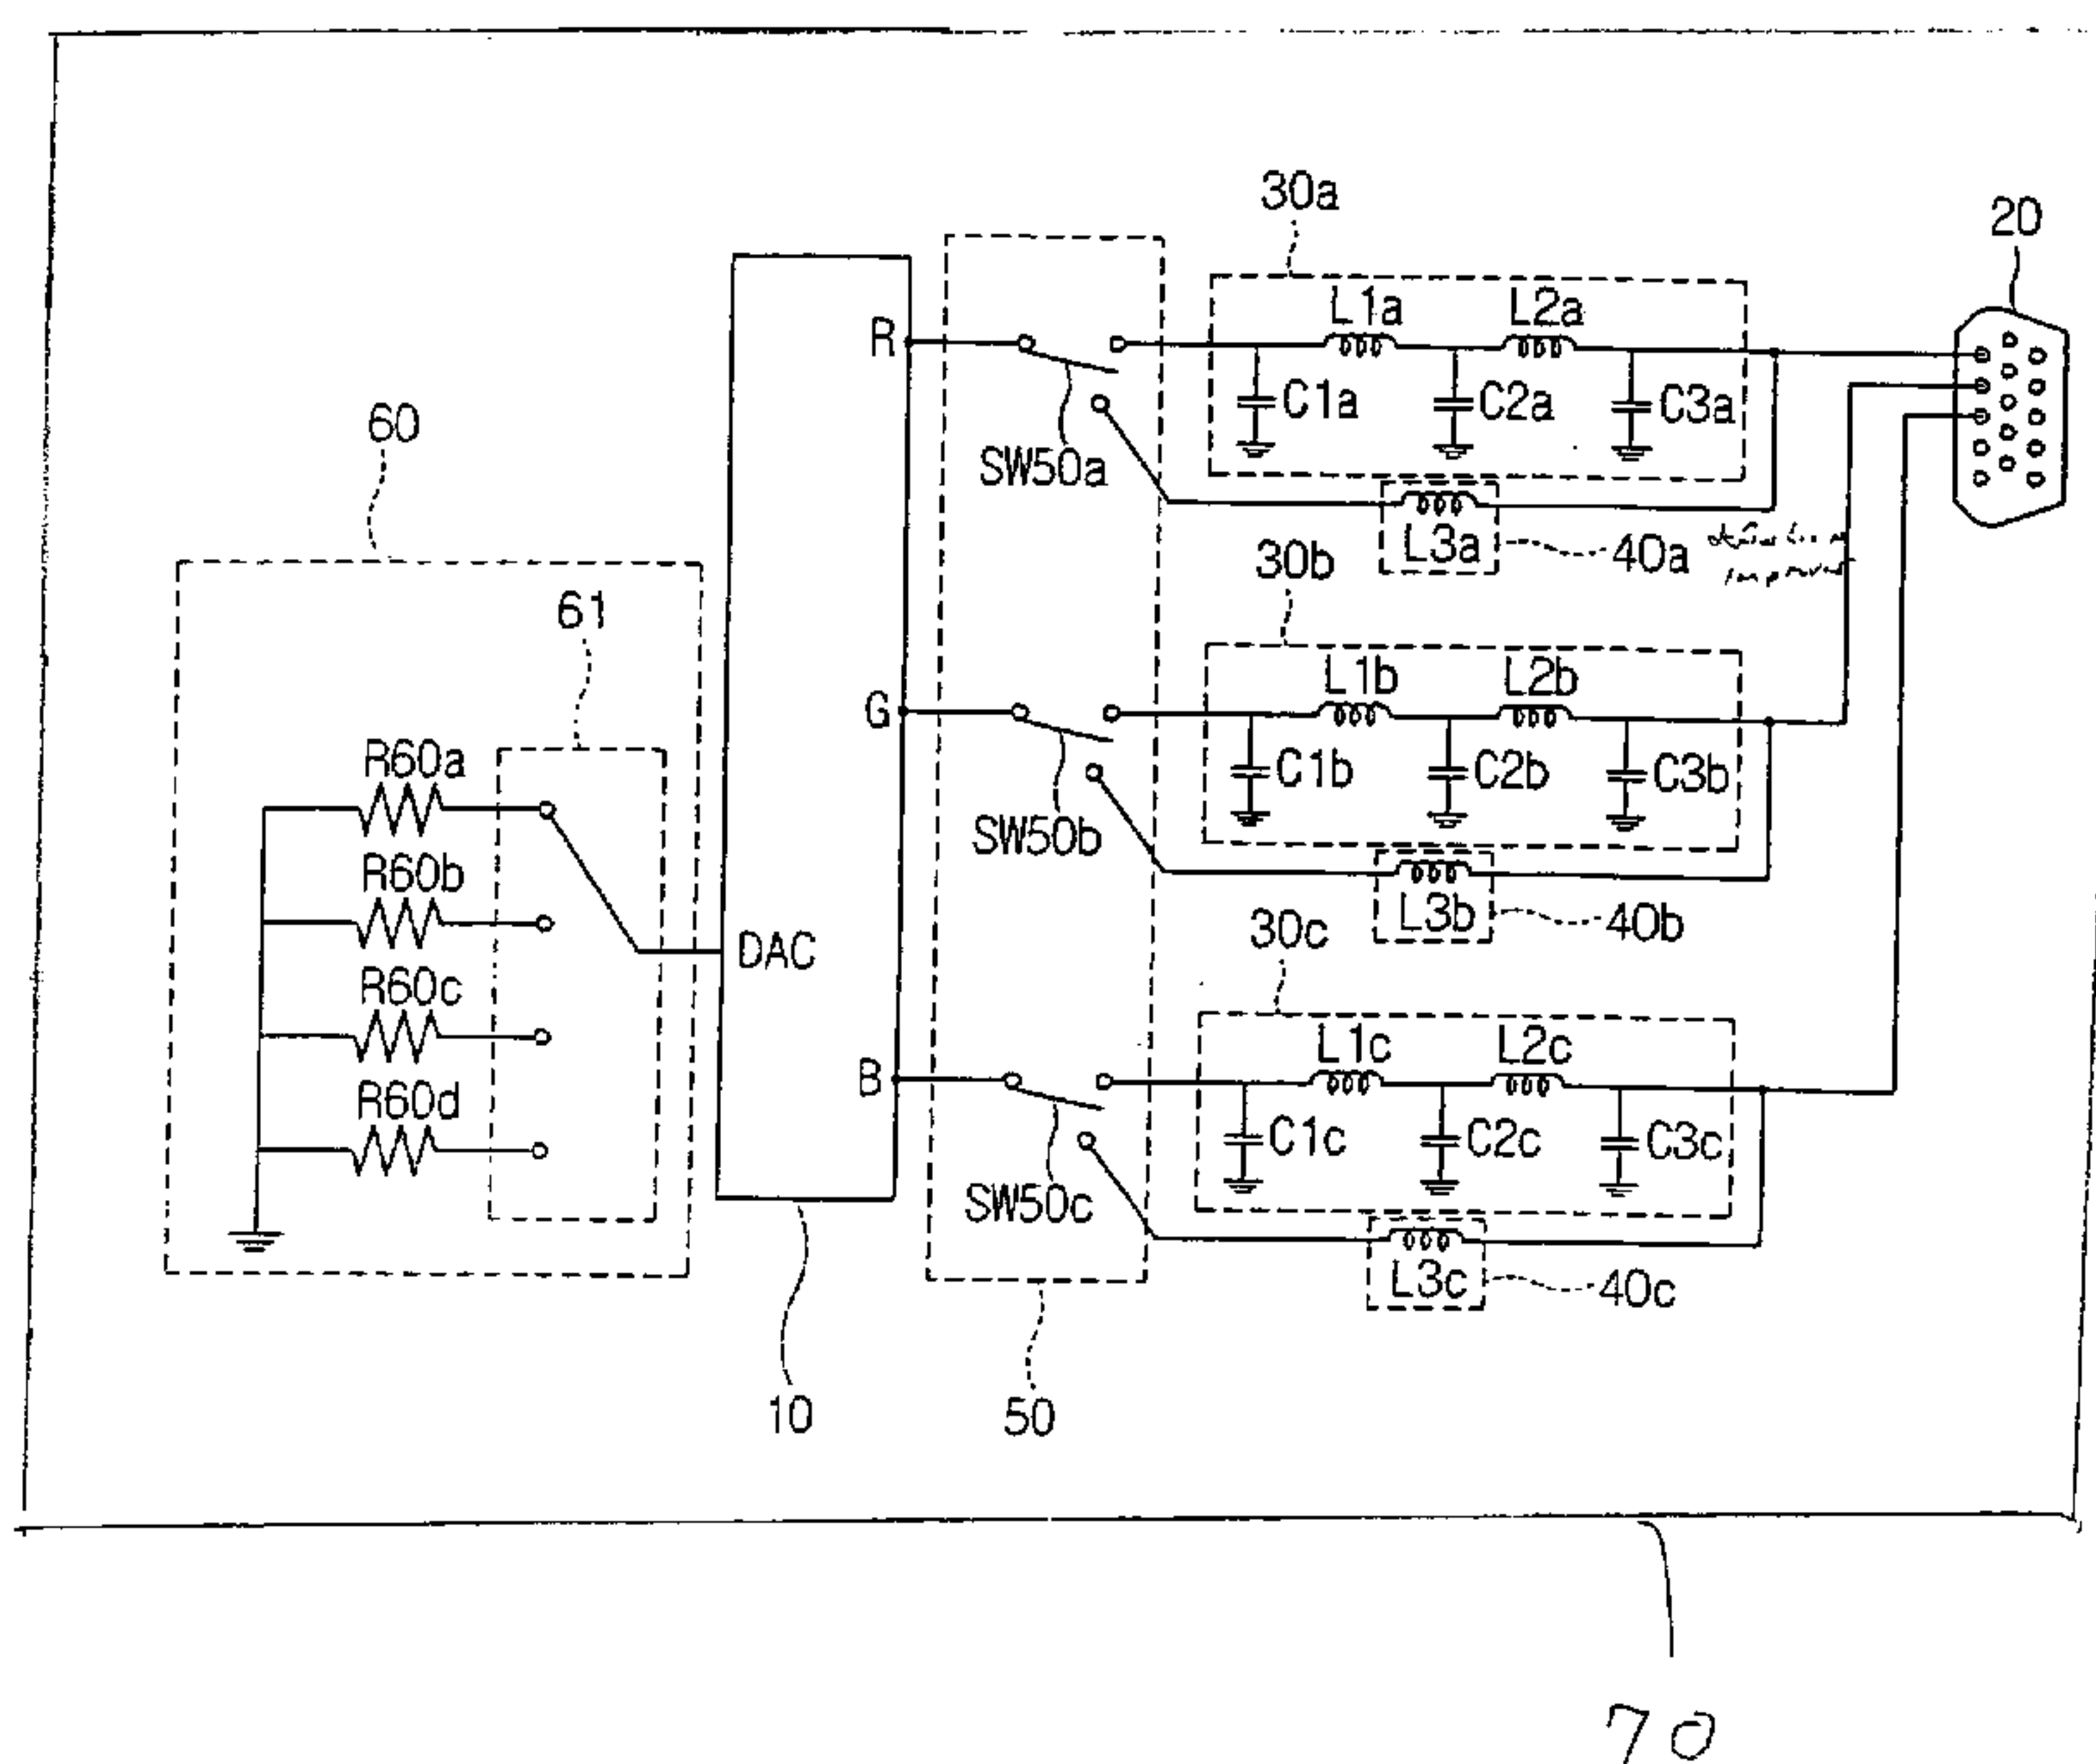 30a
20
L1a L2a
R
C1a C2a C3a
60
SW50a
L3a 40a
30b
61
L1b L2b
G
R60a
C1b C2b C3b
SW50b
R60b
L3b 40b
30c
DAC
R60c
L1c L2c
B
R60d
C1c C2c C3c
SW50c
L3c 40c
10
50
70